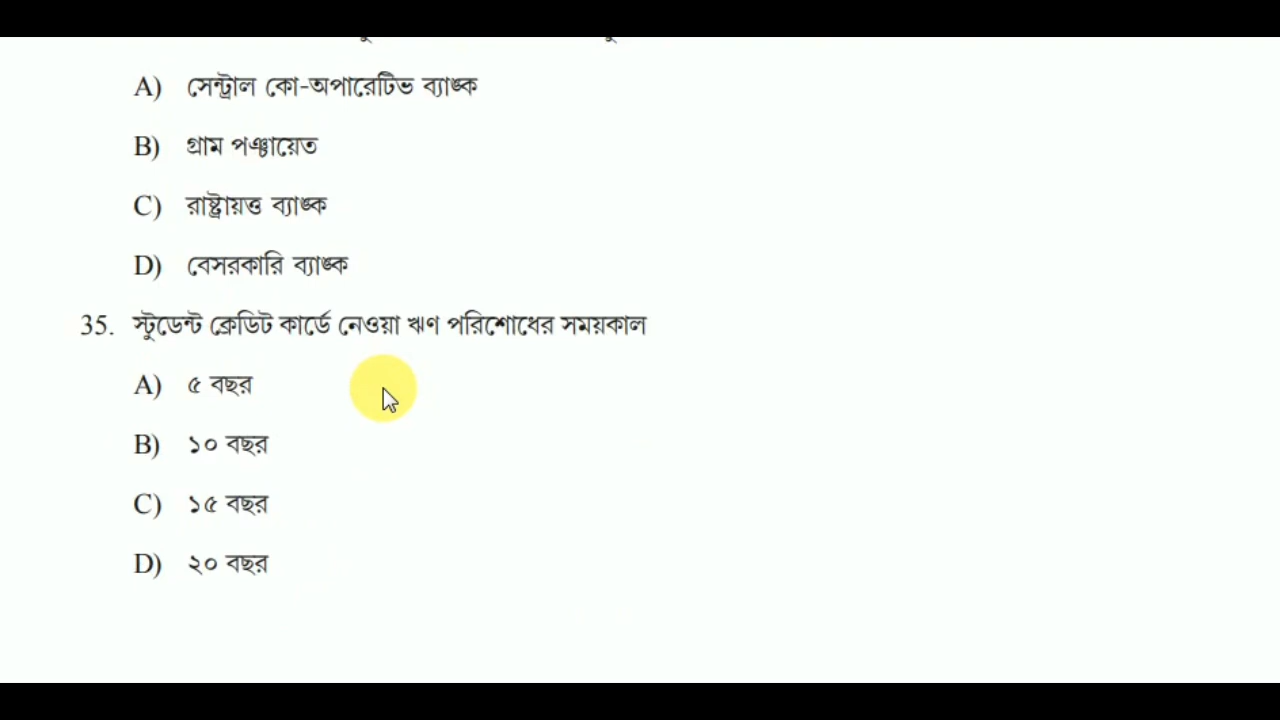 A) সেন্ট্রাল কো-অপারেটিভ ব্যাঙ্ক
B) গ্রাম পঞ্চায়েত
C) রাষ্ট্রায়ত্ত ব্যাঙ্ক
D) বেসরকারি ব্যাঙ্ক
35. স্টুডেন্ট ক্রেডিট কার্ডে নেওয়া ঋণ পরিশোধের সময়কাল
A) ৫ বছর
B) ১০ বছর
C) ১৫ বছর
D) ২০ বছর